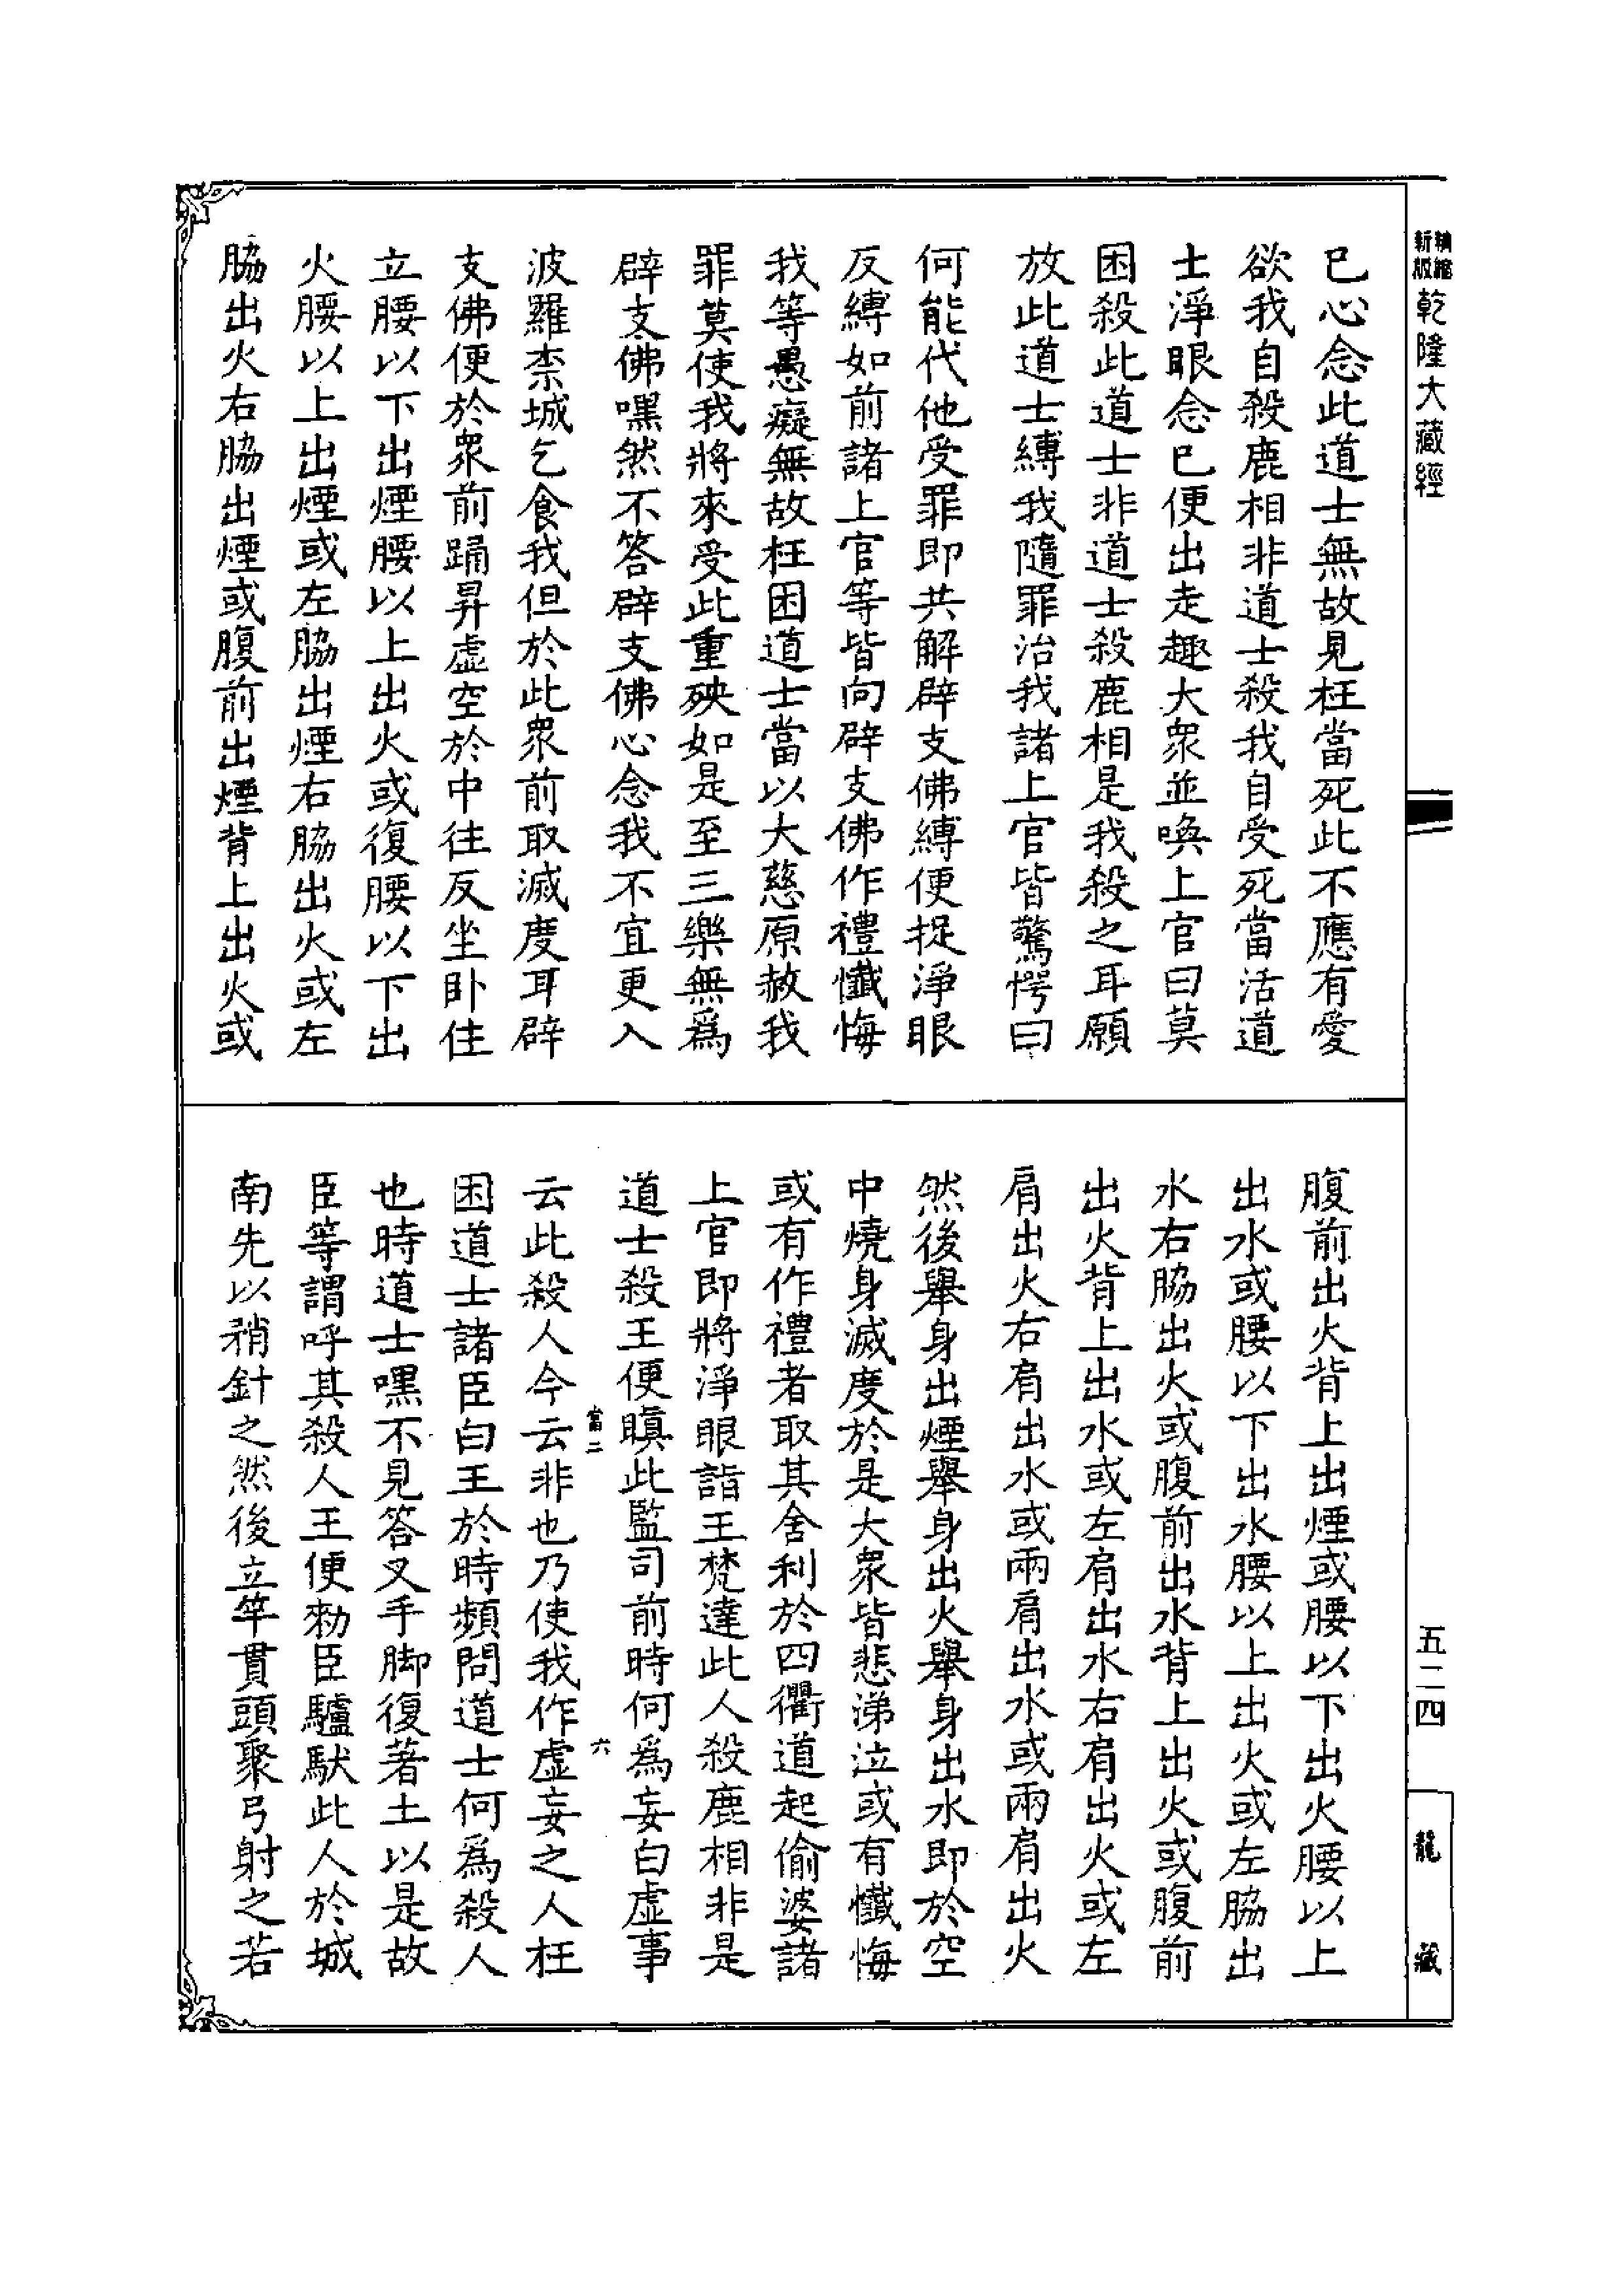 精縮新版乾隆大藏經
已心念此道士無故見枉當死此不應有愛
欲我自殺鹿相非道士殺我自受死當活道
士淨眼念已便出走趣大衆並喚上官曰莫
困殺此道士非道士殺鹿相是我殺之耳願
放此道士縛我隨罪治我諸上官皆驚愕曰
何能代他受罪即共解辟支佛縛便捉淨眼
反縛如前諸上官等皆向辟支佛作禮懺悔
我等愚癡無故枉困道士當以大慈原赦我
罪莫使我將來受此重殃如是至三樂無爲
辟支佛嘿然不答辟支佛心念我不宜更入
波羅柰城乞食我但於此衆前取滅度耳辟
支佛便於衆前踊昇虛空於中往反坐卧住
立腰以下出煙腰以上出火或復腰以下出
火腰以上出煙或左脇出煙右脇出火或左
脇出火右脇出煙或腹前出煙背上出火或
腹前出火背上出煙或腰以下出火腰以上
出水或腰以下出水腰以上出火或左脇出
水右脇出火或腹前出水背上出火或腹前
出火背上出水或左肩出水右肩出火或左
肩出火右肩出水或兩肩出水或兩肩出火
然後舉身出煙舉身出火舉身出水即於空
中燒身滅度於是大衆皆悲涕泣或有懺悔
或有作禮者取其舍利於四衢道起偷婆諸
上官即將淨眼詣王梵達此人殺鹿相非是
道士殺王便瞋此監司前時何爲妄白虛事
當二 六
云此殺人今云非也乃使我作虛妄之人枉
困道士諸臣白王於時頻問道士何爲殺人
也時道士嘿不見答又手脚復著土以是故
臣等謂呼其殺人王便勑臣驢馱此人於城
南先以矟針之然後立竿貫頭聚弓射之若
五二四
龍藏